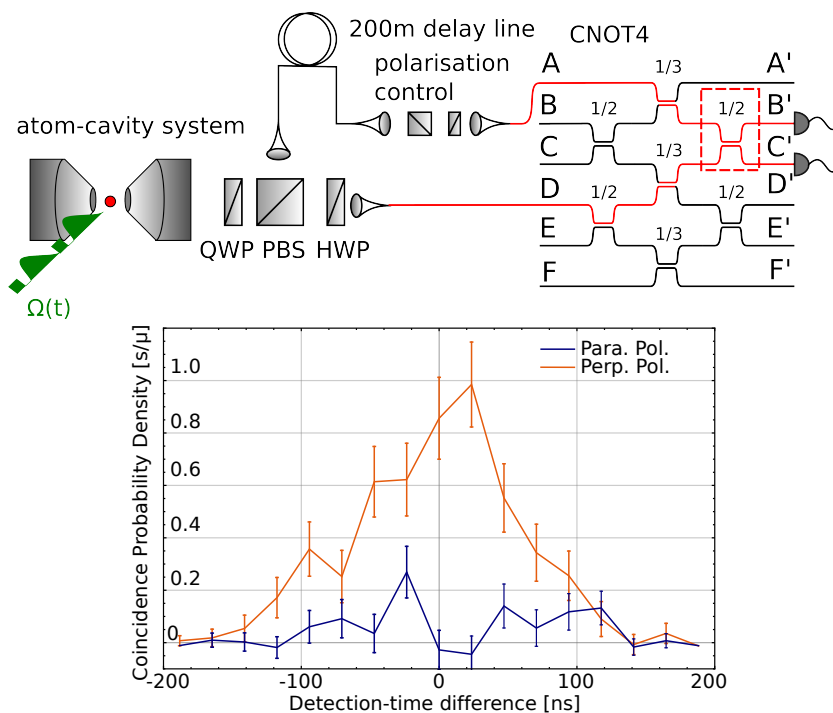 200m delay line
CNOT4
polarisation
control
atom-cavity system
QWP PBS HWP
Ω(t)
A 1/3 A'
B 1/2 1/2 B'
C 1/3 C'
D 1/2 1/2 D'
E 1/3 E'
F F'
Coincidence Probability Density [s/μ]
1.0
0.8
0.6
0.4
0.2
0
Para. Pol.
Perp. Pol.
-200 -100 0 100 200
Detection-time difference [ns]